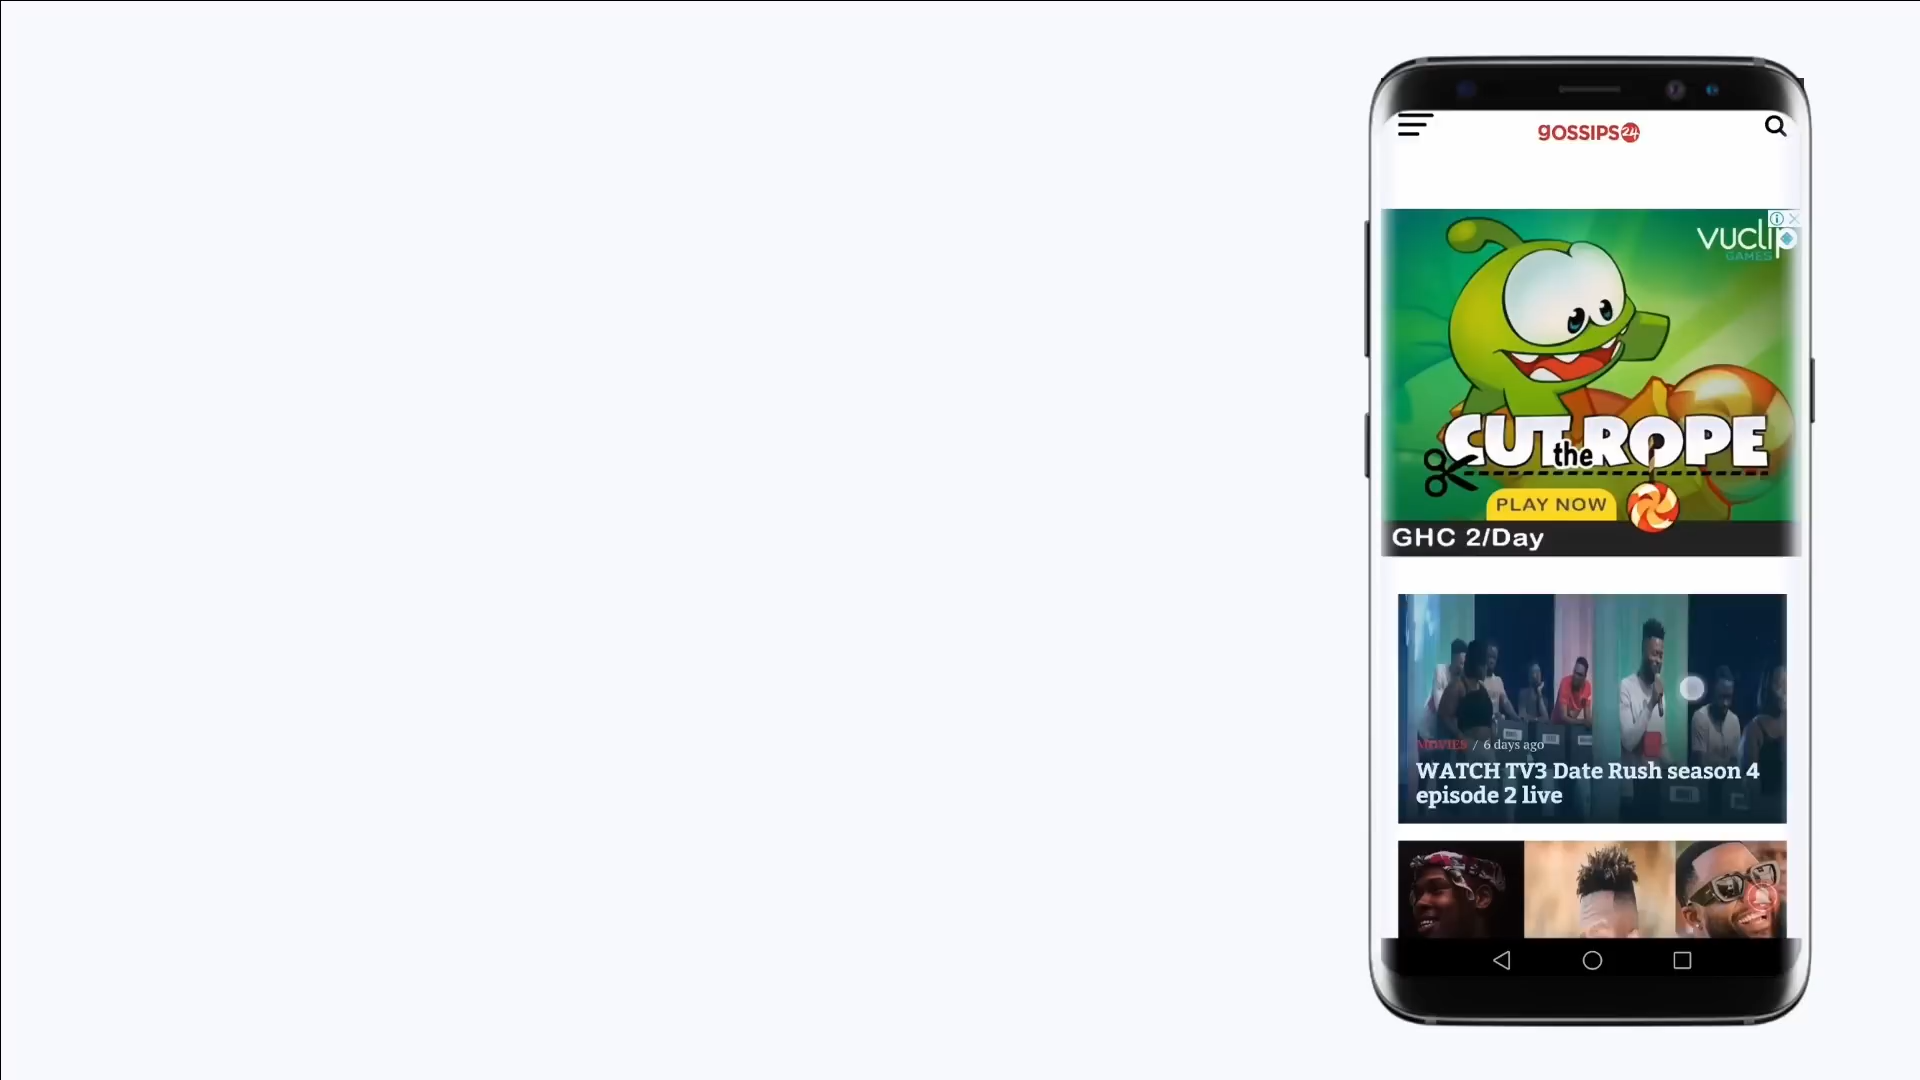 gOSSIPS24
vuclip
GAMES
CUT the ROPE
PLAY NOW
GHC 2/Day
MOVIES / 6 days ago
WATCH TV3 Date Rush season 4
episode 2 live